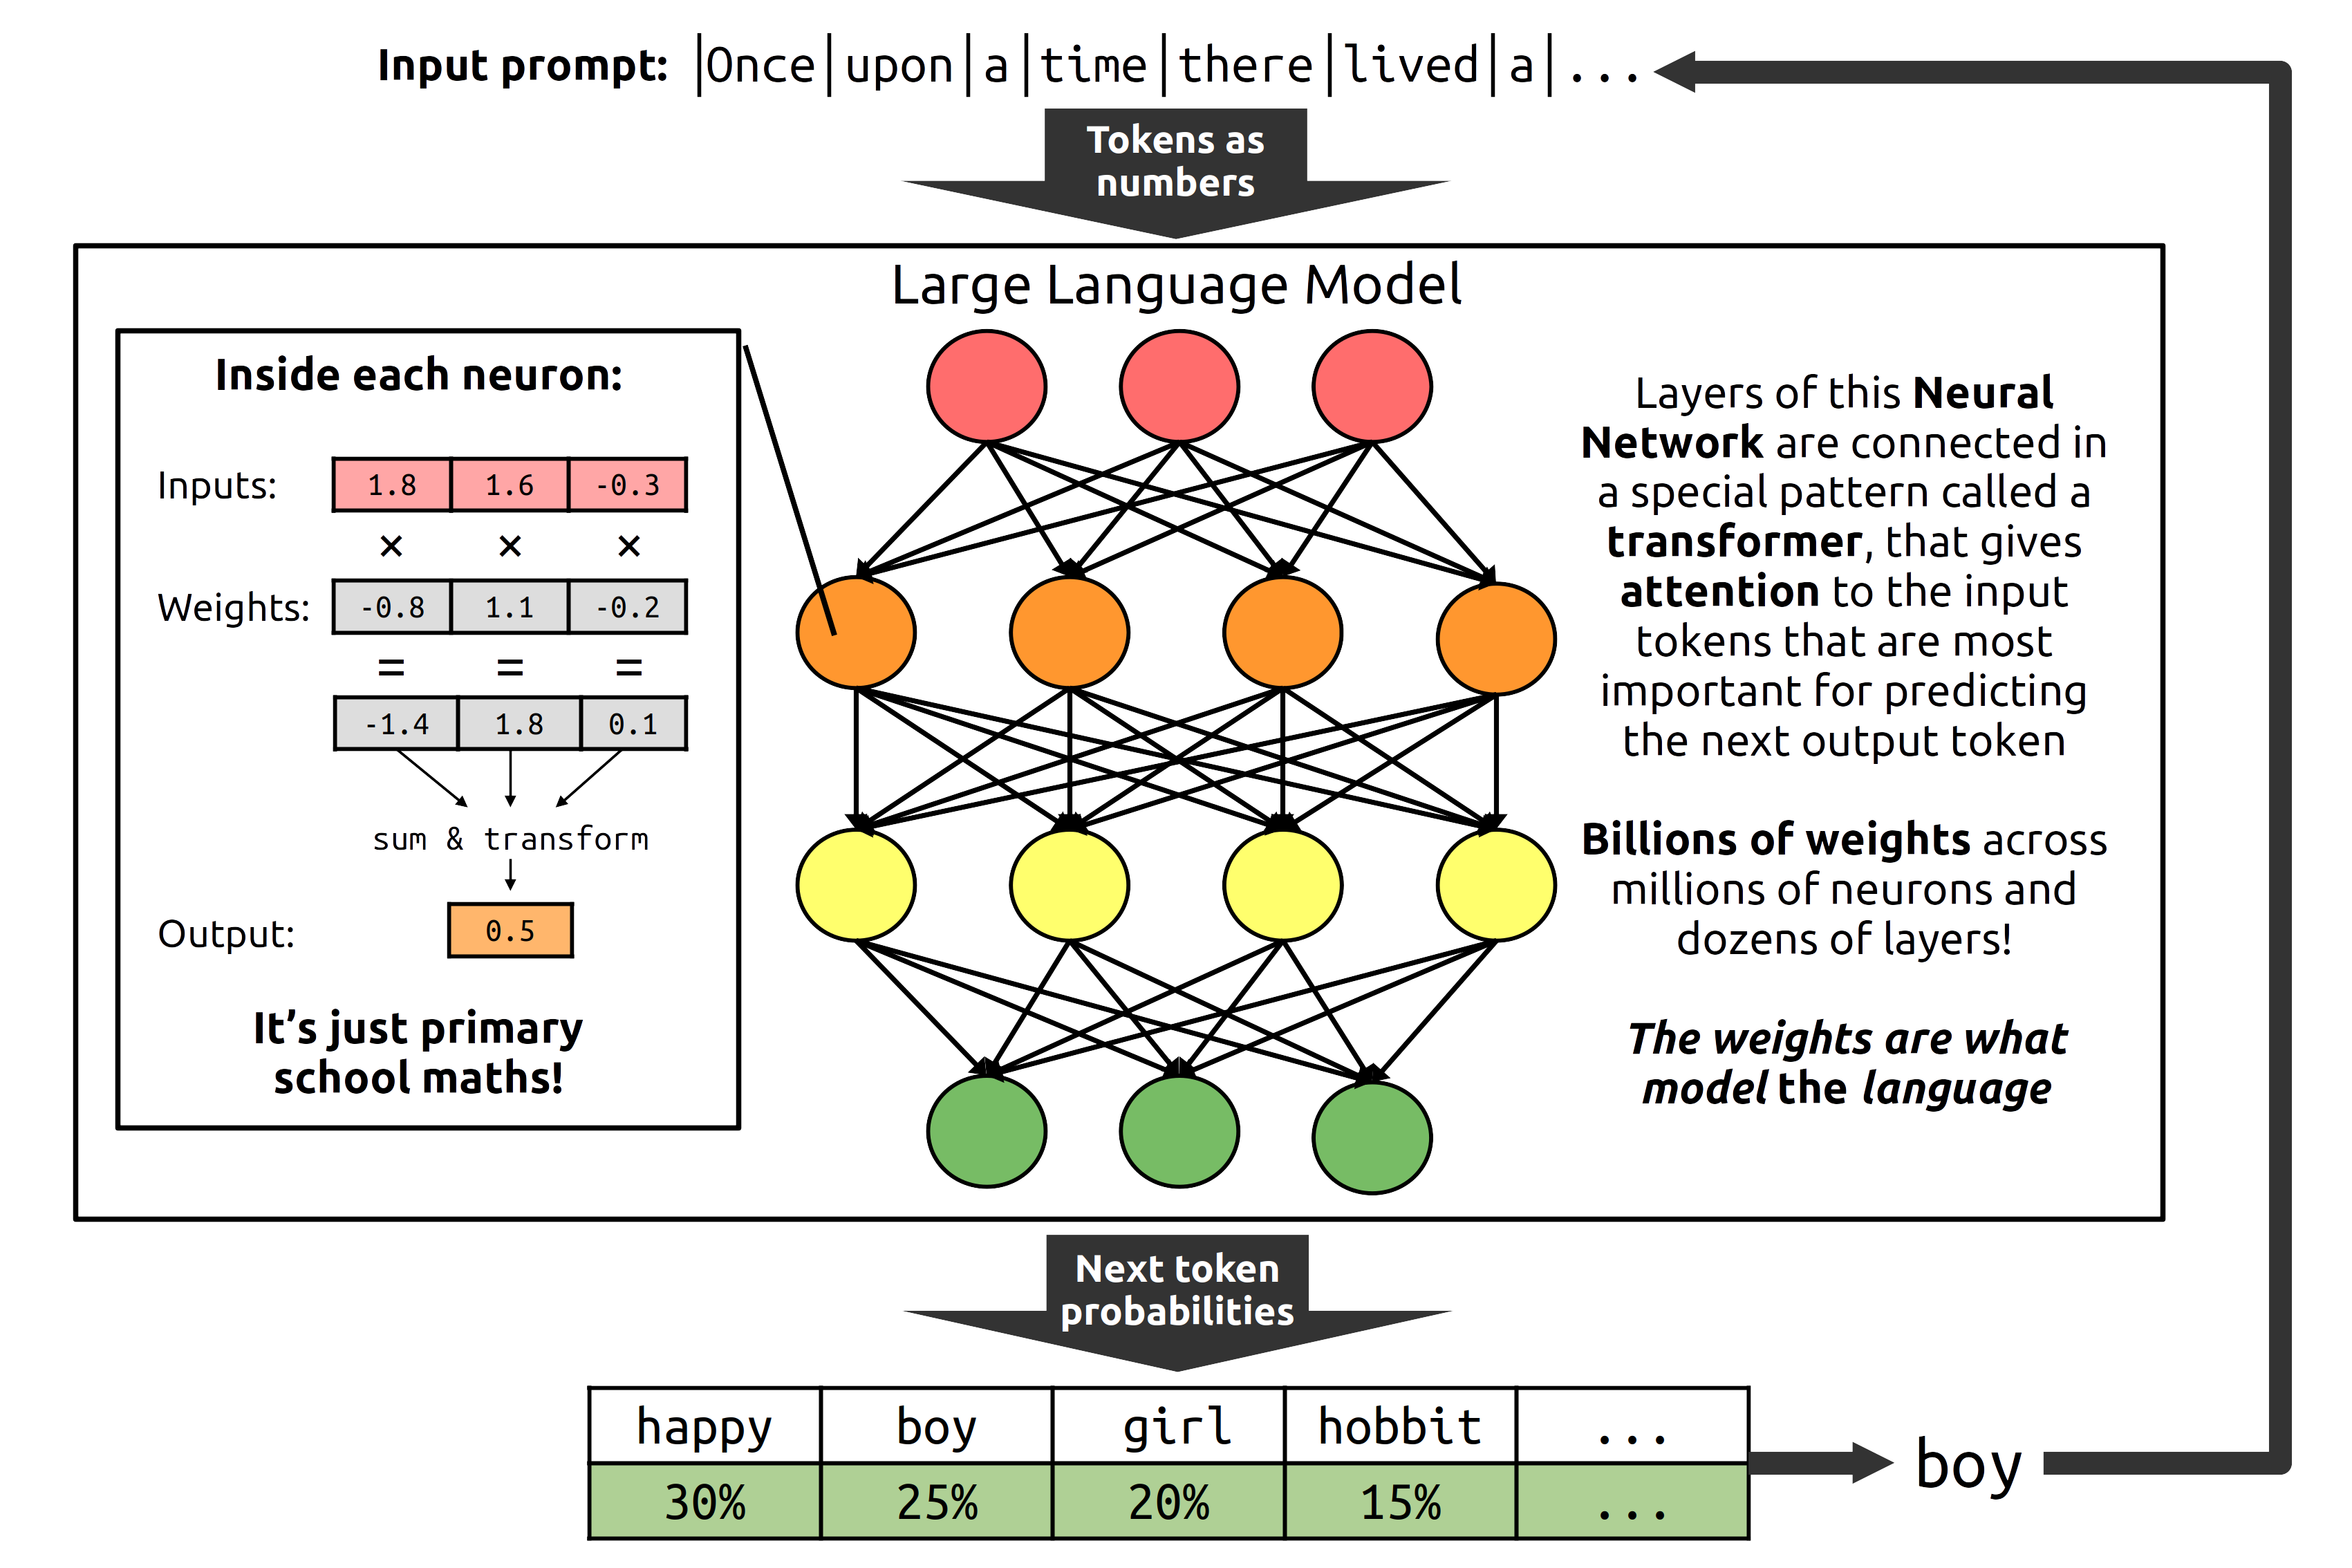 Input prompt: |Once|upon|a|time|there|lived|a|...
Tokens as
numbers
Large Language Model
Inside each neuron:
Inputs: 1.8 1.6 -0.3
× × ×
Weights: -0.8 1.1 -0.2
= = =
-1.4 1.8 0.1
sum & transform
Output: 0.5
It's just primary
school maths!
Layers of this Neural
Network are connected in
a special pattern called a
transformer, that gives
attention to the input
tokens that are most
important for predicting
the next output token
Billions of weights across
millions of neurons and
dozens of layers!
The weights are what
model the language
Next token
probabilities
happy boy girl hobbit ...
30% 25% 20% 15% ...
boy